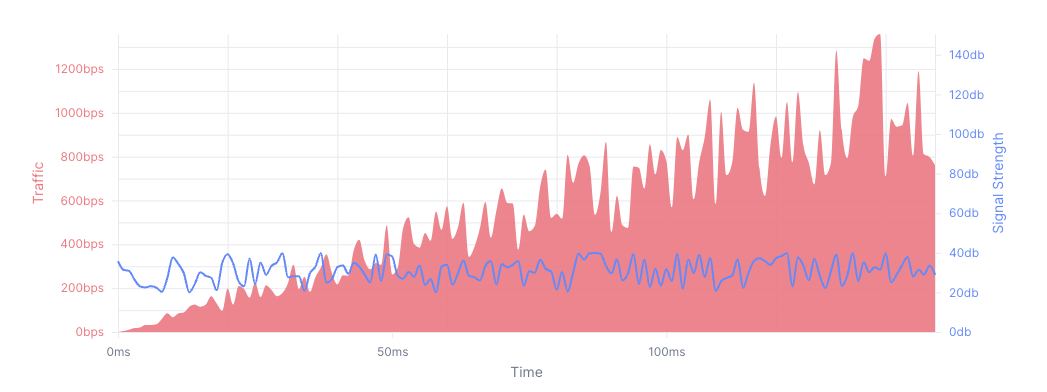 1200bps
1000bps
800bps
600bps
400bps
200bps
0bps
Traffic
140db
120db
100db
80db
60db
40db
20db
0db
Signal Strength
0ms
50ms
100ms
Time